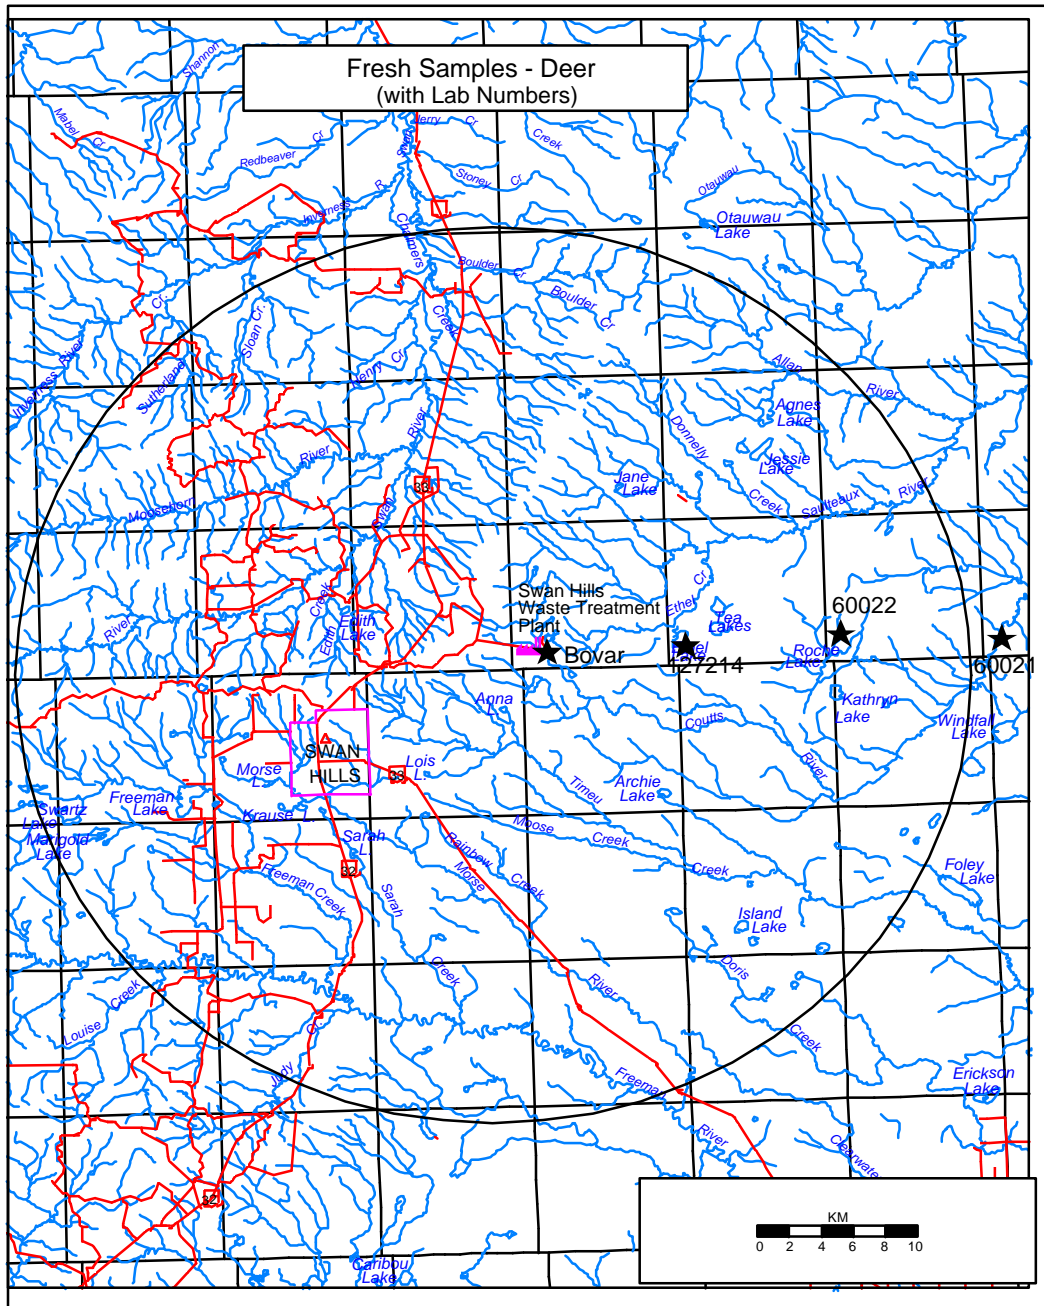 Fresh Samples - Deer
(with Lab Numbers)
Shannon
Mabel Cr
Redbeaver Cr
Inverness R.
Cr
Creek
Stoney Cr
Otauwau
Otauwau
Lake
Chalmers
Creek
Boulder Cr
Boulder
Cr
Inverness River
Cr.
Sutherland
Sloan Cr.
Henry Cr
Allan
River
Agnes
Lake
Jessie
Lake
Donnelly
Creek
Jane
Lake
Saulteaux
River
River
Moosehorn
River
Swan
33
Swan Hills
Waste Treatment
Plant
Bovar
Ethel Cr
Tea
Lakes
60022
127214
Roche
Lake
60021
River
Creek
Edith
Edith
Lake
Anna
L.
Coutts
River
Kathryn
Lake
Windfall
Lake
SWAN
HILLS
Morse
L.
Lois
L.
33
Timeu
Archie
Lake
Freeman
Lake
Swartz
Lake
Marigold
Lake
Krause L.
Sarah
L.
Moose
Creek
Creek
Rainbow
Creek
Morse
32
Freeman Creek
Sarah
Creek
Foley
Lake
Island
Lake
Doris
Creek
River
Louise Creek
Judy
Cr.
Freeman
River
Erickson
Lake
Clearwater
32
Caribou
Lake
KM
0 2 4 6 8 10